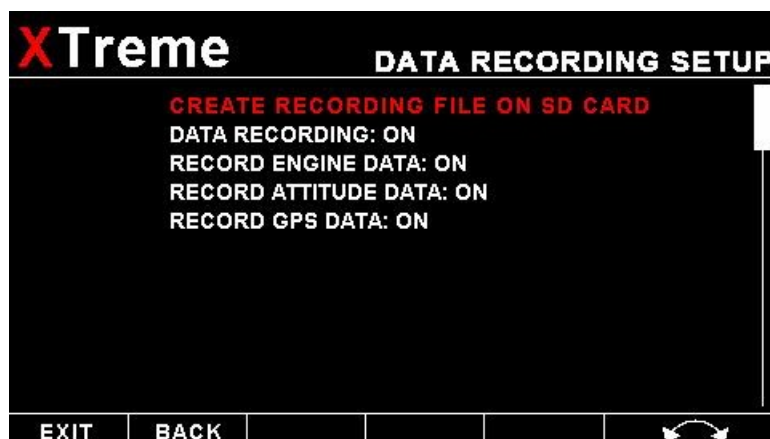 XTreme
DATA RECORDING SETUP
CREATE RECORDING FILE ON SD CARD
DATA RECORDING: ON
RECORD ENGINE DATA: ON
RECORD ATTITUDE DATA: ON
RECORD GPS DATA: ON
EXIT BACK